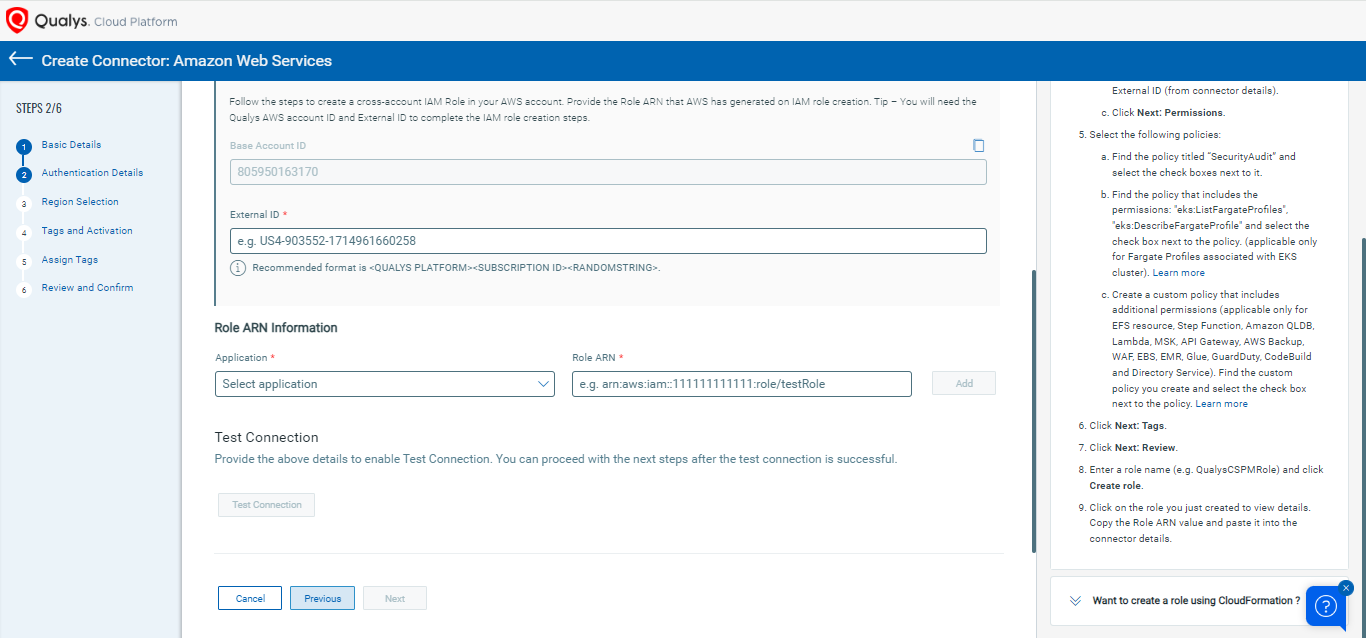 Qualys. Cloud Platform
Create Connector: Amazon Web Services
STEPS 2/6
1 Basic Details
2 Authentication Details
3 Region Selection
4 Tags and Activation
5 Assign Tags
6 Review and Confirm
Follow the steps to create a cross-account IAM Role in your AWS account. Provide the Role ARN that AWS has generated on IAM role creation. Tip – You will need the
Qualys AWS account ID and External ID to complete the IAM role creation steps.
Base Account ID
805950163170
External ID *
e.g. US4-903552-1714961660258
Recommended format is <QUALYS PLATFORM><SUBSCRIPTION ID><RANDOMSTRING>.
Role ARN Information
Application *
Role ARN *
Select application
e.g. arn:aws:iam::111111111111:role/testRole
Add
Test Connection
Provide the above details to enable Test Connection. You can proceed with the next steps after the test connection is successful.
Test Connection
Cancel
Previous
Next
External ID (from connector details).
c. Click Next: Permissions.
5. Select the following policies:
a. Find the policy titled “SecurityAudit” and
select the check boxes next to it.
b. Find the policy that includes the
permissions: "eks:ListFargateProfiles",
"eks:DescribeFargateProfile" and select the
check box next to the policy. (applicable only
for Fargate Profiles associated with EKS
cluster). Learn more
c. Create a custom policy that includes
additional permissions (applicable only for
EFS resource, Step Function, Amazon QLDB,
Lambda, MSK, API Gateway, AWS Backup,
WAF, EBS, EMR, Glue, GuardDuty, CodeBuild
and Directory Service). Find the custom
policy you create and select the check box
next to the policy. Learn more
6. Click Next: Tags.
7. Click Next: Review.
8. Enter a role name (e.g. QualysCSPMRole) and click
Create role.
9. Click on the role you just created to view details.
Copy the Role ARN value and paste it into the
connector details.
Want to create a role using CloudFormation ?